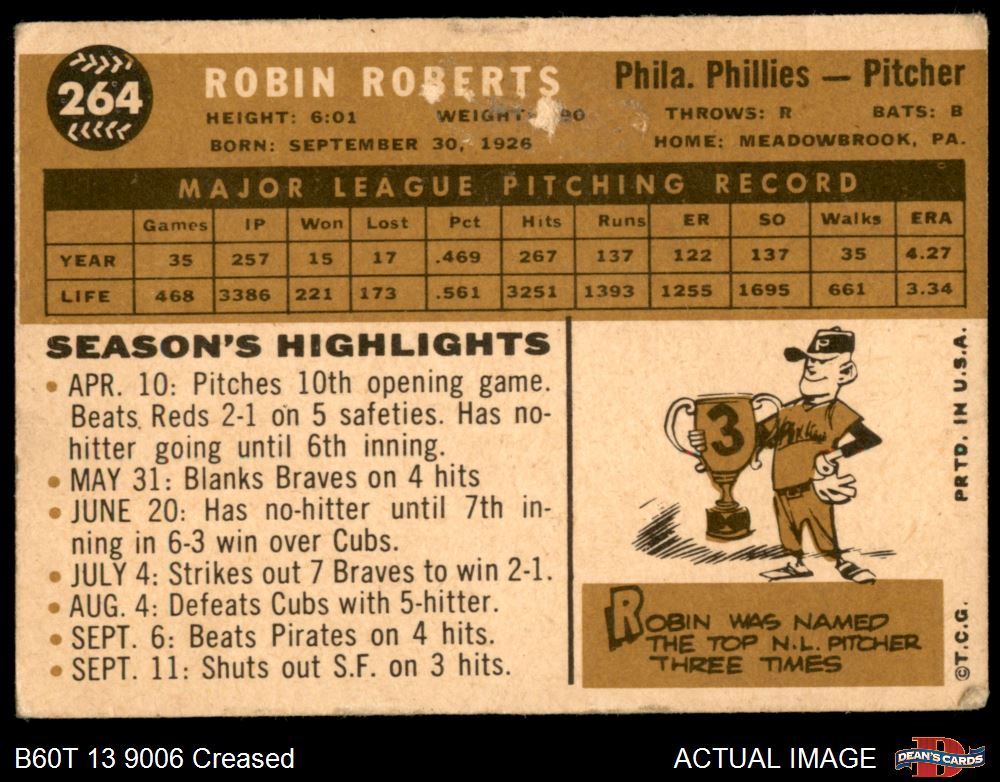 264
ROBIN ROBERTS
Phila. Phillies — Pitcher
HEIGHT: 6:01 WEIGHT: 90 THROWS: R BATS: B
BORN: SEPTEMBER 30, 1926 HOME: MEADOWBROOK, PA.
MAJOR LEAGUE PITCHING RECORD
Games IP Won Lost Pct Hits Runs ER SO Walks ERA
YEAR 35 257 15 17 .469 267 137 122 137 35 4.27
LIFE 468 3386 221 173 .561 3251 1393 1255 1695 661 3.34
SEASON'S HIGHLIGHTS
• APR. 10: Pitches 10th opening game.
Beats Reds 2-1 on 5 safeties. Has no-
hitter going until 6th inning.
• MAY 31: Blanks Braves on 4 hits
• JUNE 20: Has no-hitter until 7th in-
ning in 6-3 win over Cubs.
• JULY 4: Strikes out 7 Braves to win 2-1.
• AUG. 4: Defeats Cubs with 5-hitter.
• SEPT. 6: Beats Pirates on 4 hits.
• SEPT. 11: Shuts out S.F. on 3 hits.
P
3
ROBIN WAS NAMED
THE TOP N.L. PITCHER
THREE TIMES
PRTD. IN U.S.A.
©T.C.G.
B60T 13 9006 Creased
ACTUAL IMAGE
DEAN'S CARDS